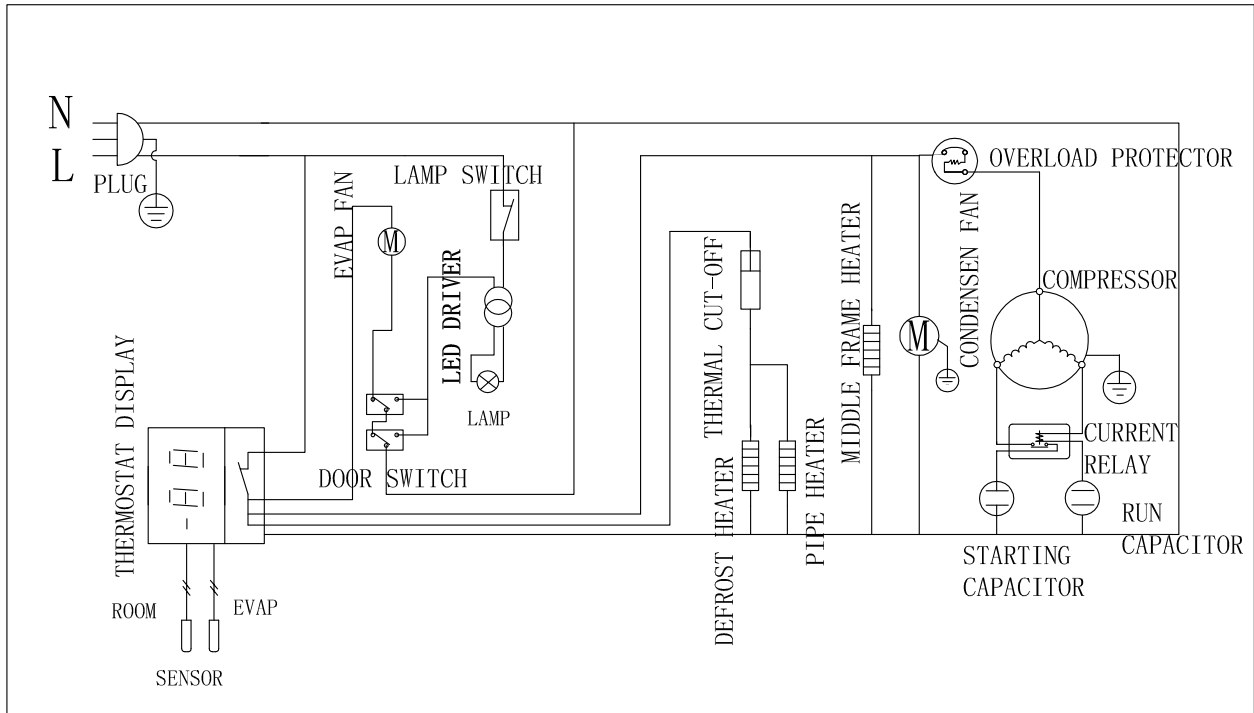 N
L
PLUG
LAMP SWITCH
EVAP FAN
M
LED DRIVER
LAMP
DOOR SWITCH
THERMOSTAT DISPLAY
ROOM
EVAP
SENSOR
THERMAL CUT-OFF
DEFROST HEATER
PIPE HEATER
MIDDLE FRAME HEATER
M
CONDENSEN FAN
OVERLOAD PROTECTOR
COMPRESSOR
CURRENT
RELAY
STARTING
CAPACITOR
RUN
CAPACITOR